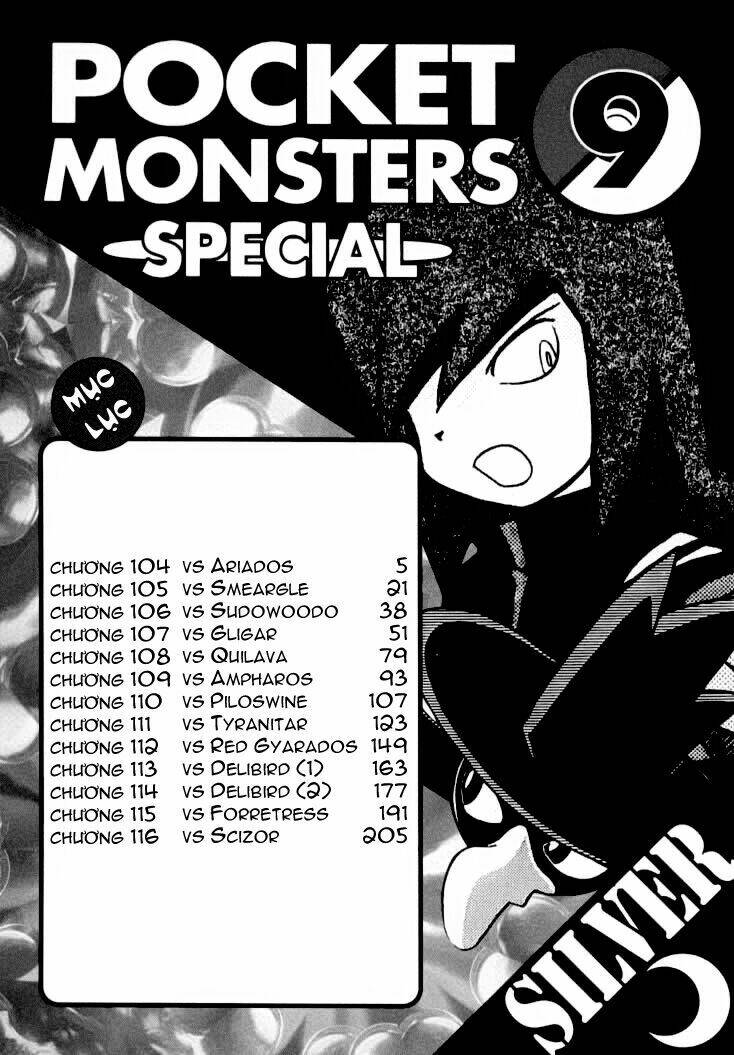 POCKET
MONSTERS
SPECIAL
9
MỤC
LỤC
CHƯƠNG 104 VS ARIADOS 5
CHƯƠNG 105 VS SMEARGLE 21
CHƯƠNG 106 VS SUDOWOODO 38
CHƯƠNG 107 VS GLIGAR 51
CHƯƠNG 108 VS QUILAVA 79
CHƯƠNG 109 VS AMPHAROS 93
CHƯƠNG 110 VS PILOSWINE 107
CHƯƠNG 111 VS TYRANITAR 123
CHƯƠNG 112 VS RED GYARADOS 149
CHƯƠNG 113 VS DELIBIRD (1) 163
CHƯƠNG 114 VS DELIBIRD (2) 177
CHƯƠNG 115 VS FORRETRESS 191
CHƯƠNG 116 VS SCIZOR 205
SILVER